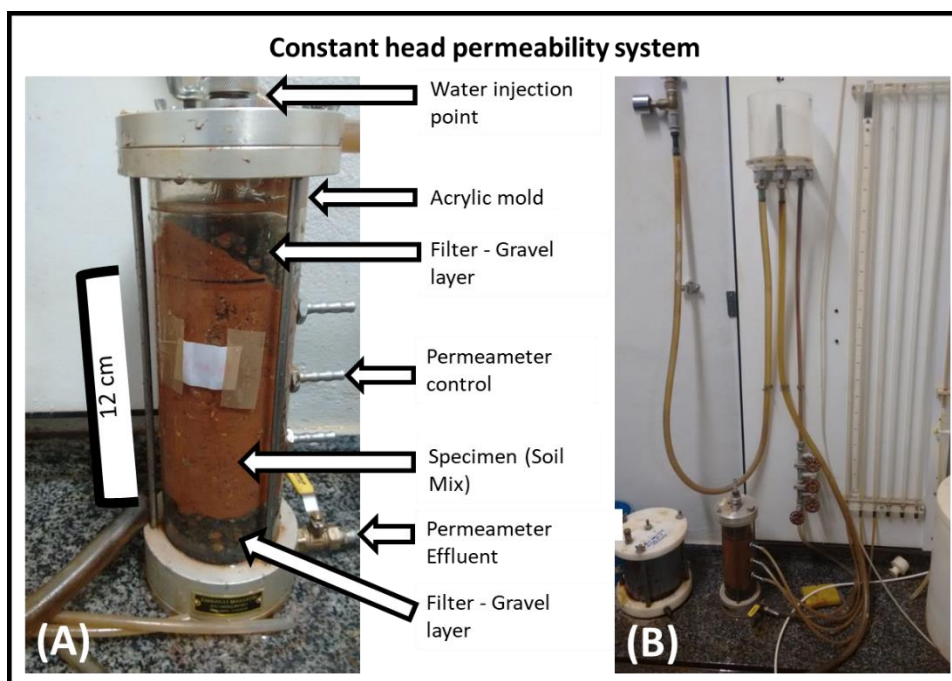 Constant head permeability system
Water injection
point
Acrylic mold
Filter - Gravel
layer
Permeameter
control
12 cm
Specimen (Soil
Mix)
Permeameter
Effluent
Filter - Gravel
layer
(A)
(B)